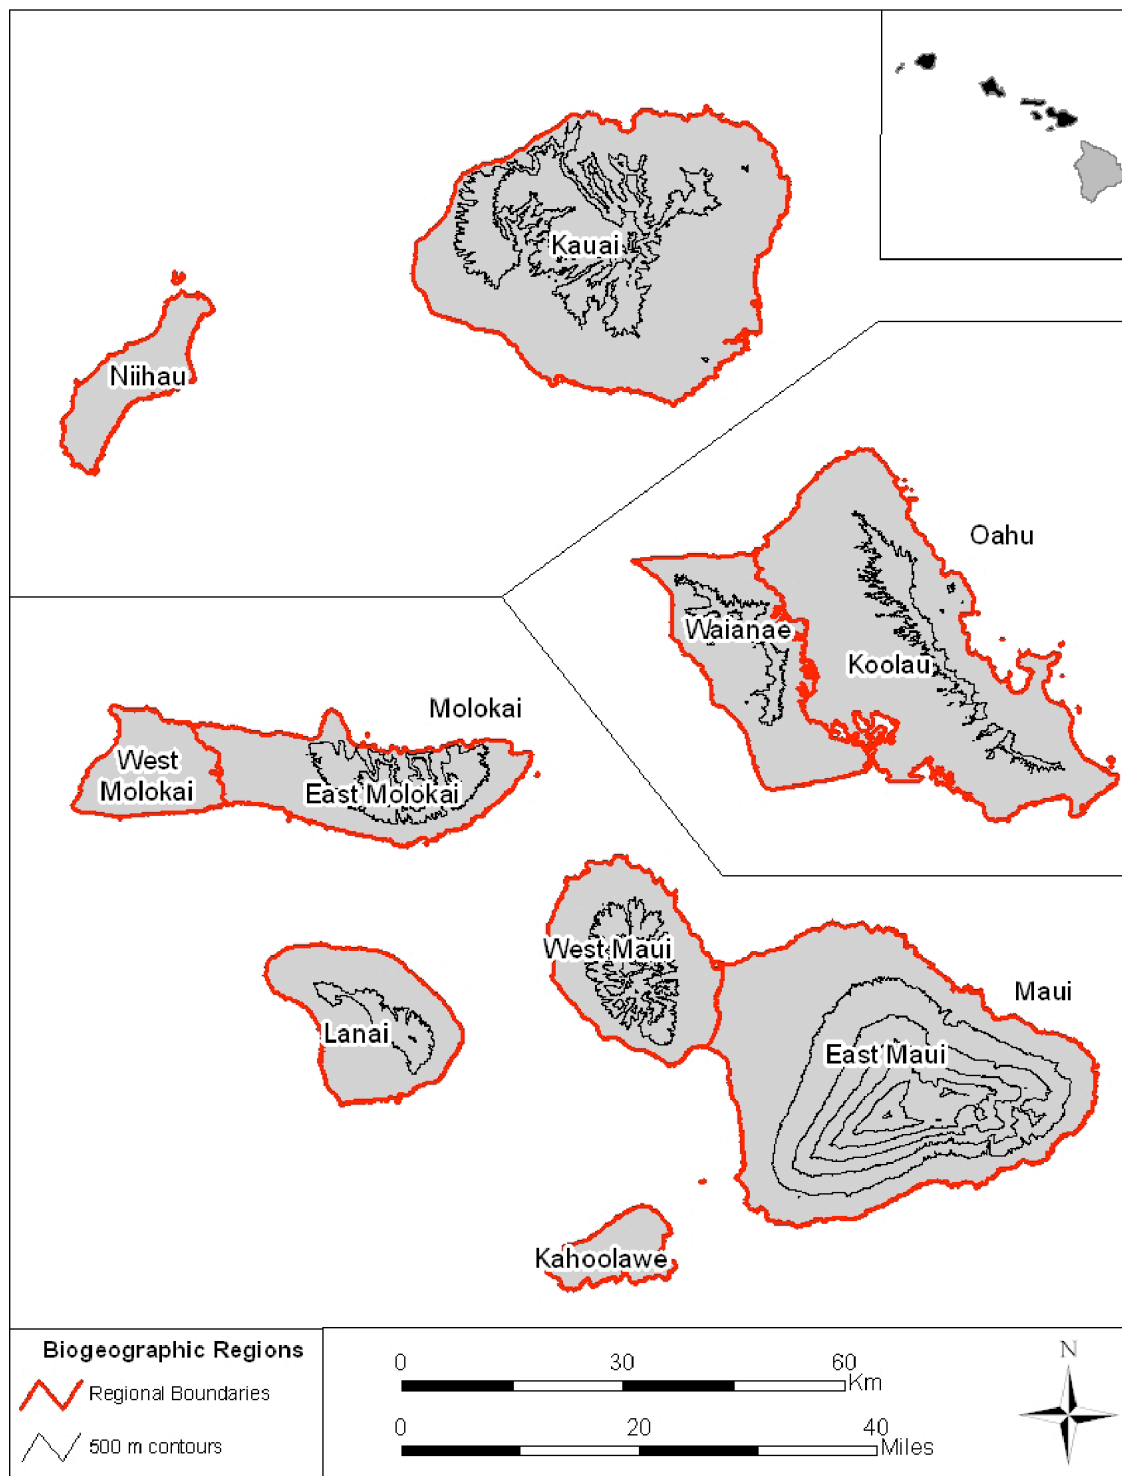 Kauai
Niihau
Oahu
Waianae
Koolau
Molokai
West
Molokai
East Molokai
West Maui
Maui
Lanai
East Maui
Kahoolawe
Biogeographic Regions
Regional Boundaries
500 m contours
0 30 60
Km
0 20 40
Miles
N